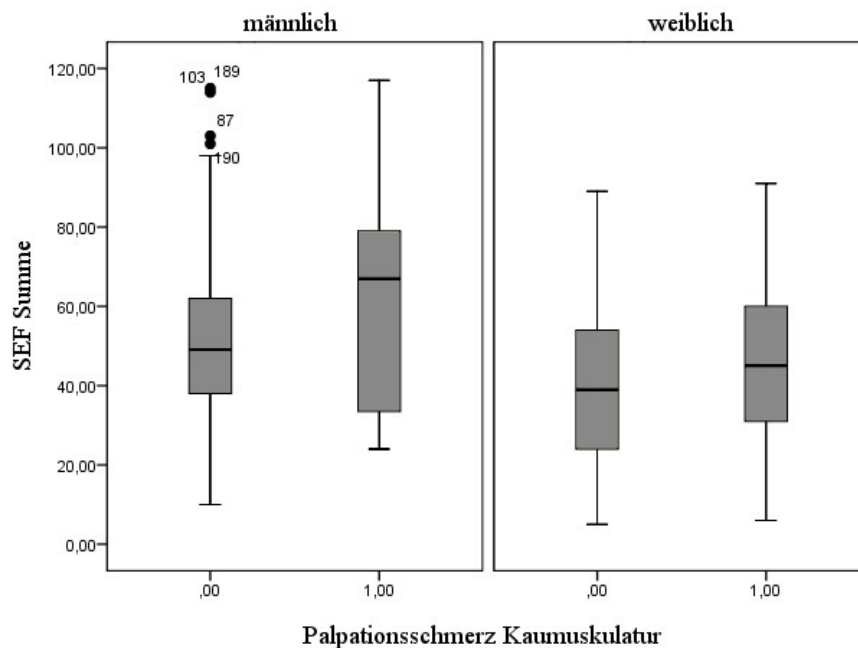 männlich
weiblich
120,00
100,00
80,00
60,00
40,00
20,00
0,00
103 189
87
190
SEF Summe
,00 1,00 ,00 1,00
Palpationsschmerz Kaumuskulatur